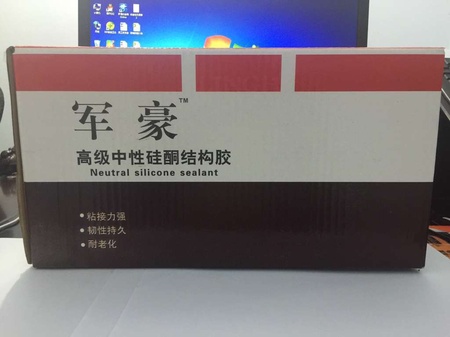 军豪™
高级中性硅酮结构胶
Neutral silicone sealant
粘接力强
韧性持久
耐老化